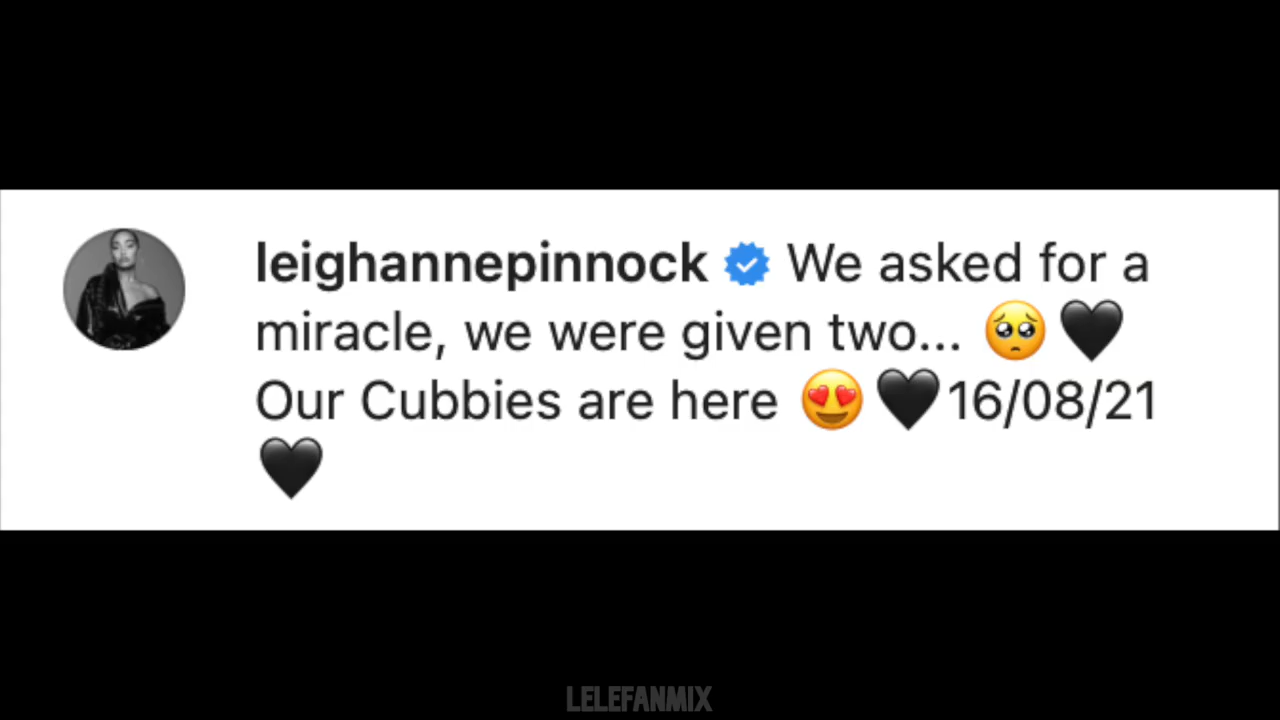 leighannepinnock We asked for a
miracle, we were given two... 🥺🖤
Our Cubbies are here 😍🖤16/08/21
🖤
LELEFANMIX